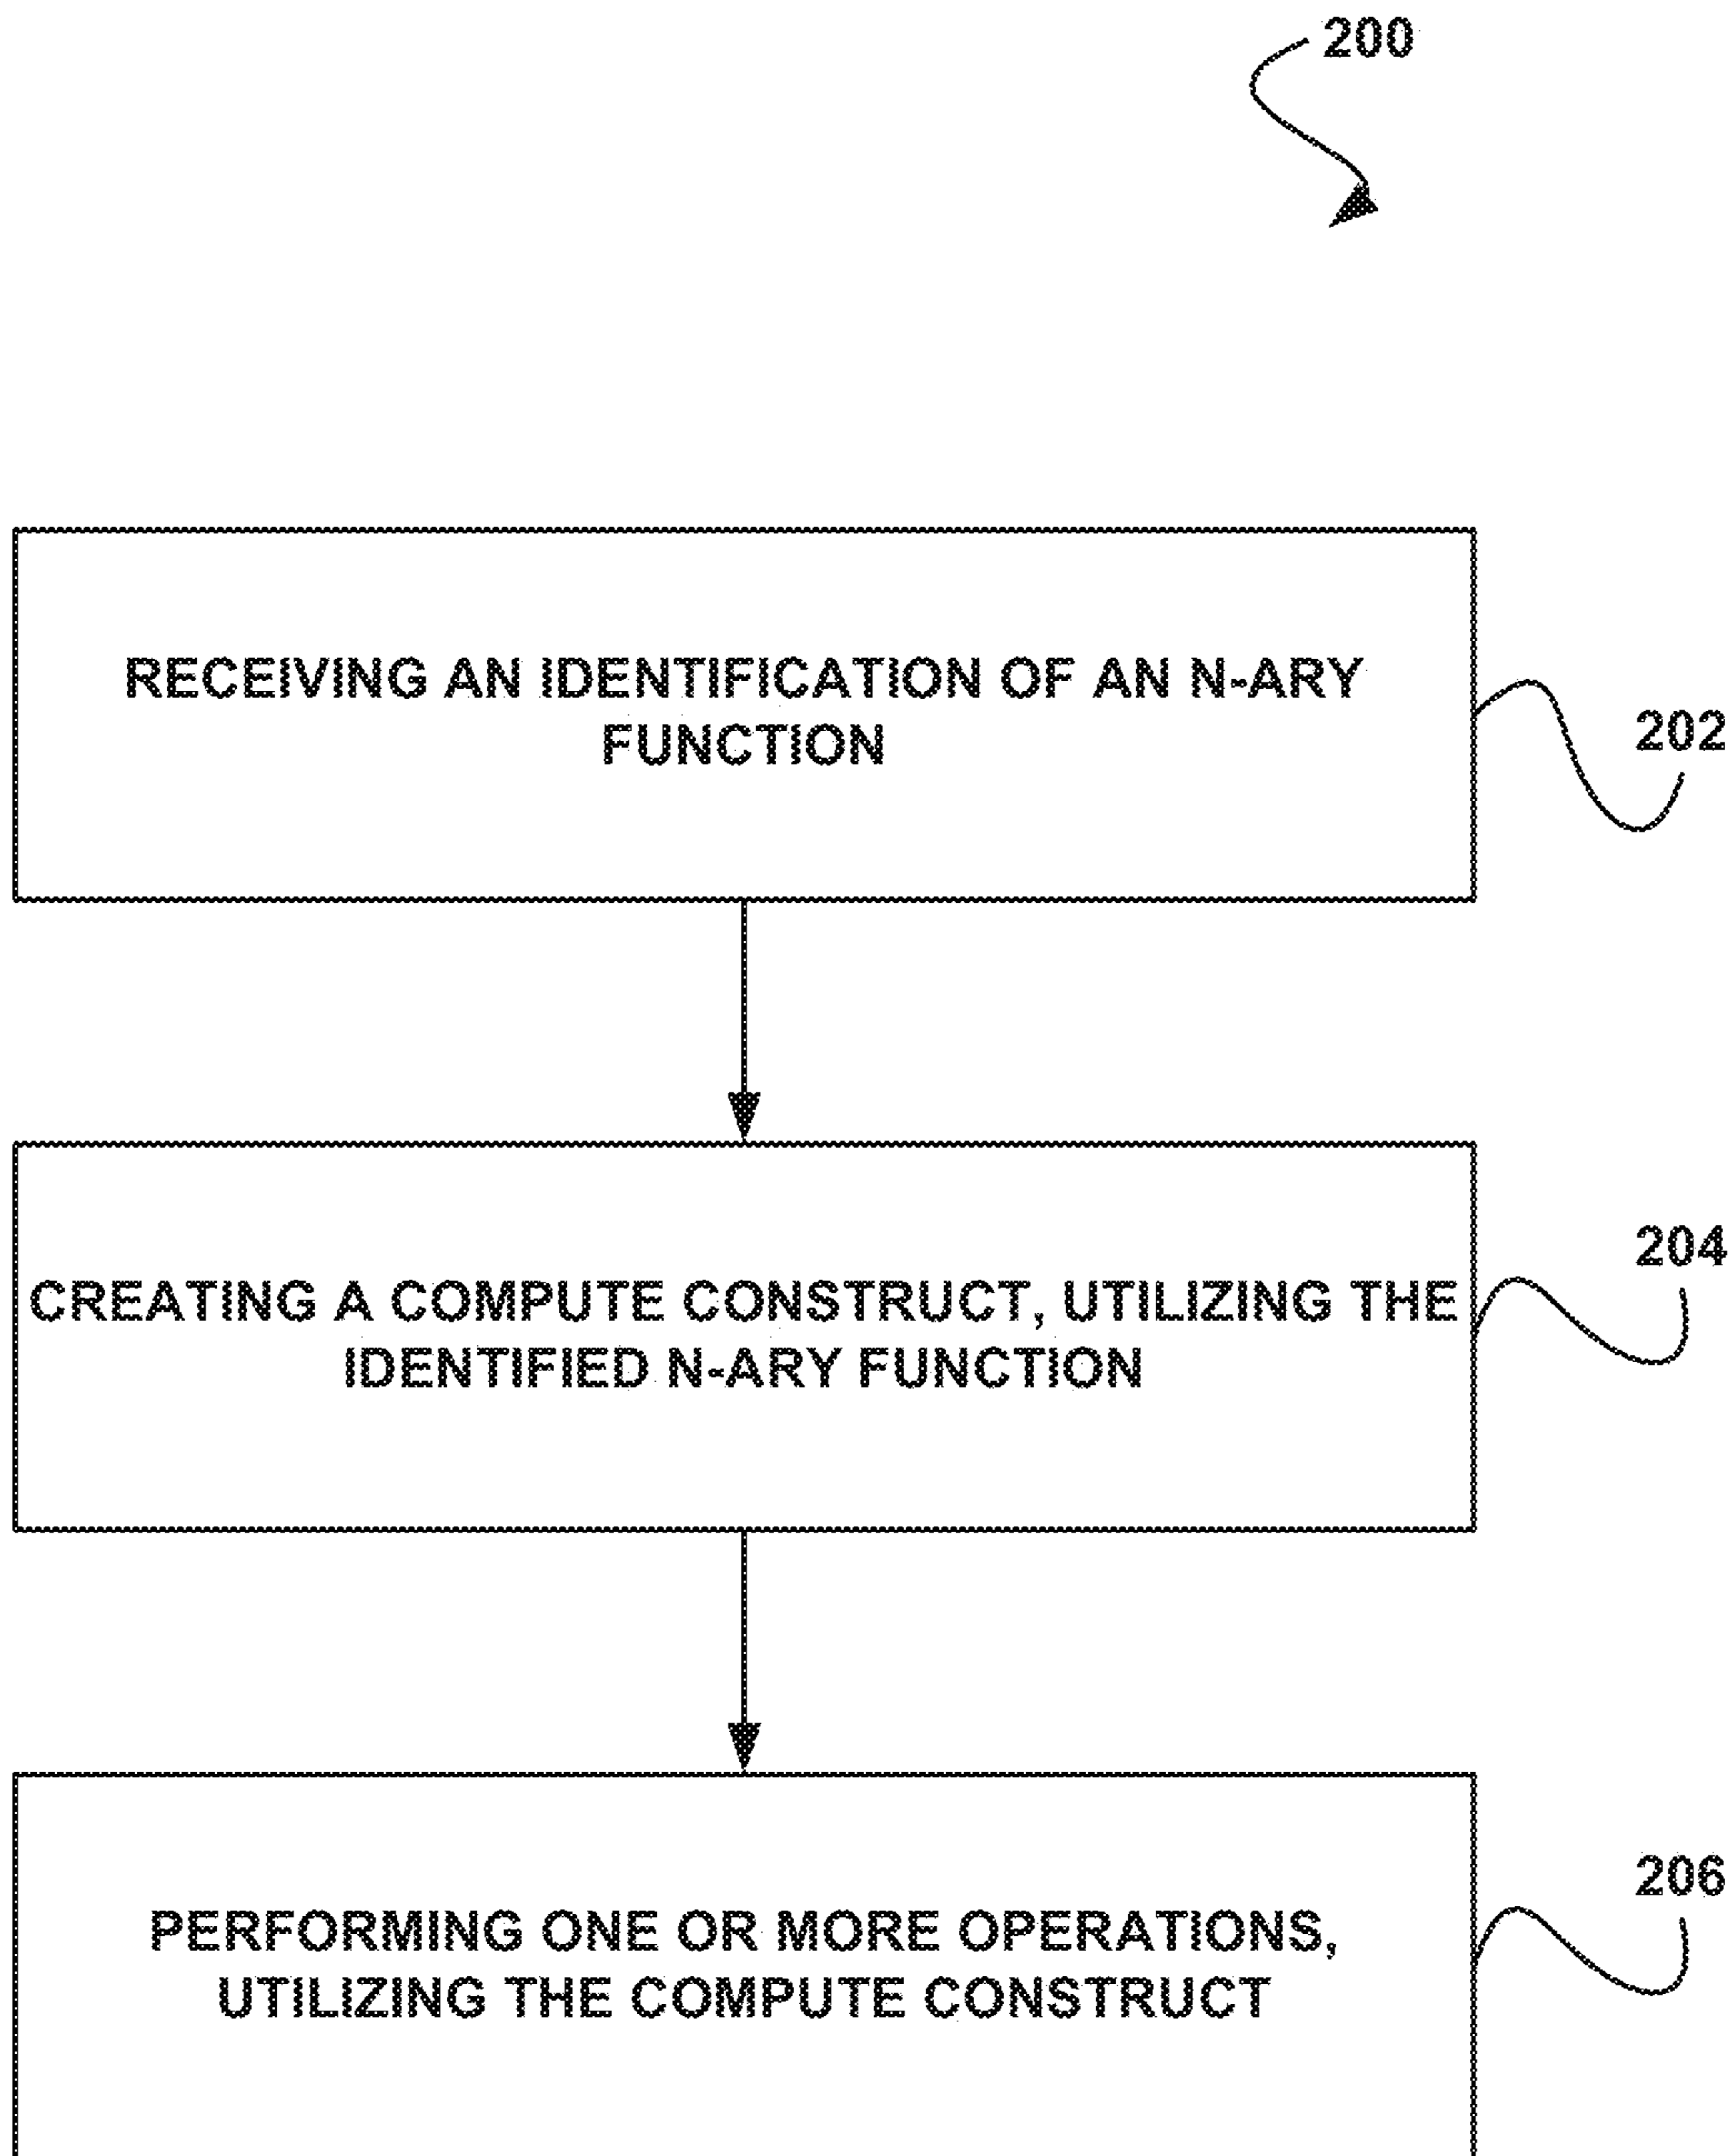 200
RECEIVING AN IDENTIFICATION OF AN N-ARY
FUNCTION
202
CREATING A COMPUTE CONSTRUCT, UTILIZING THE
IDENTIFIED N-ARY FUNCTION
204
PERFORMING ONE OR MORE OPERATIONS,
UTILIZING THE COMPUTE CONSTRUCT
206